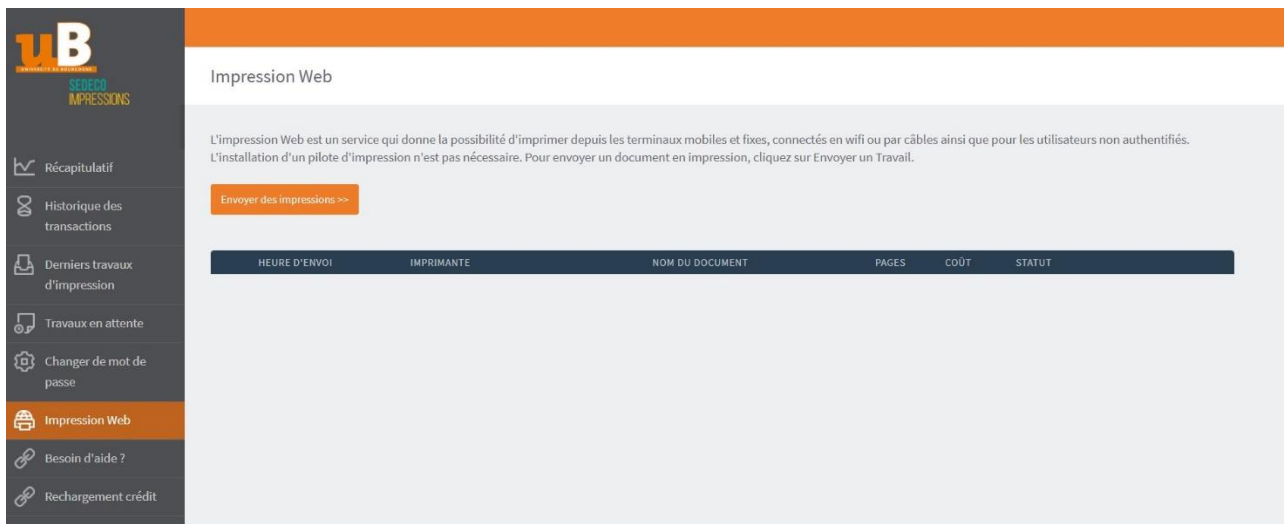 uB
UNIVERSITÉ DE BOURGOGNE
SEDECO
IMPRESSIONS
Récapitulatif
Historique des
transactions
Derniers travaux
d'impression
Travaux en attente
Changer de mot de
passe
Impression Web
Besoin d'aide ?
Rechargement crédit
Impression Web
L'impression Web est un service qui donne la possibilité d'imprimer depuis les terminaux mobiles et fixes, connectés en wifi ou par câbles ainsi que pour les utilisateurs non authentifiés.
L'installation d'un pilote d'impression n'est pas nécessaire. Pour envoyer un document en impression, cliquez sur Envoyer un Travail.
Envoyer des impressions >>
HEURE D'ENVOI IMPRIMANTE NOM DU DOCUMENT PAGES COÛT STATUT